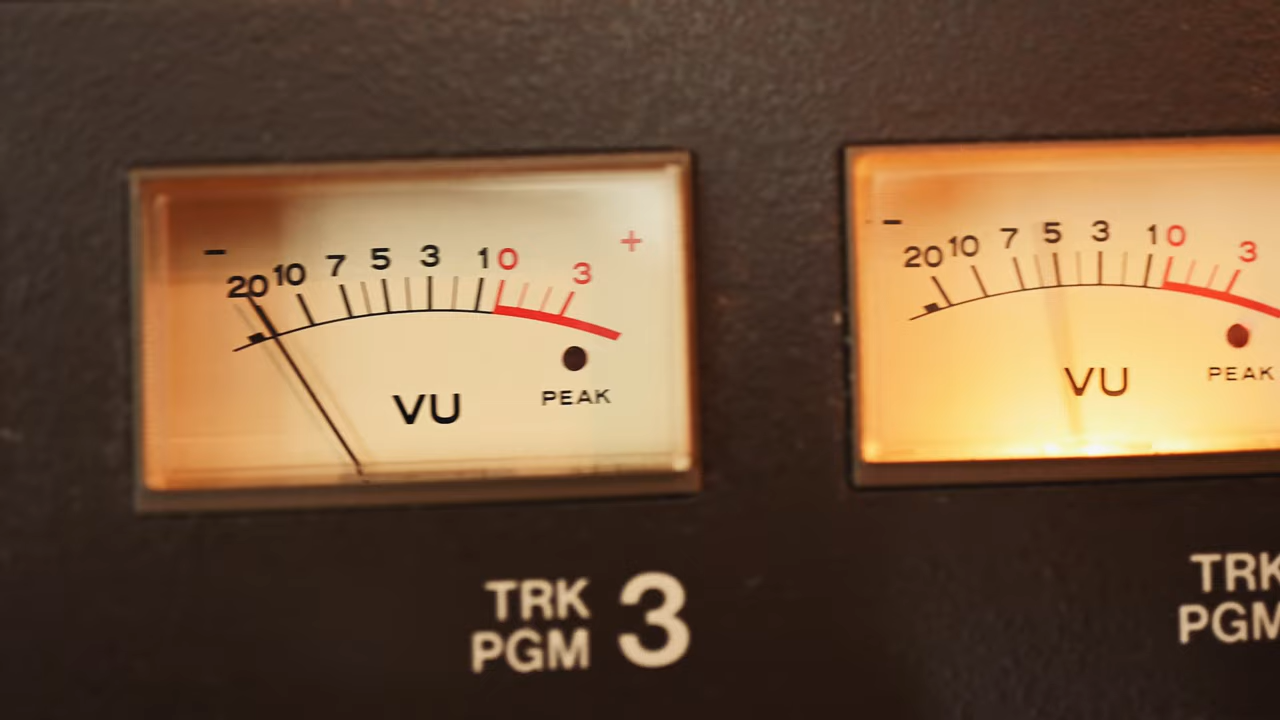 - 20 10 7 5 3 1 0 3 +
VU
PEAK
TRK
PGM 3
- 20 10 7 5 3 1 0 3
VU
PEAK
TRK
PGM